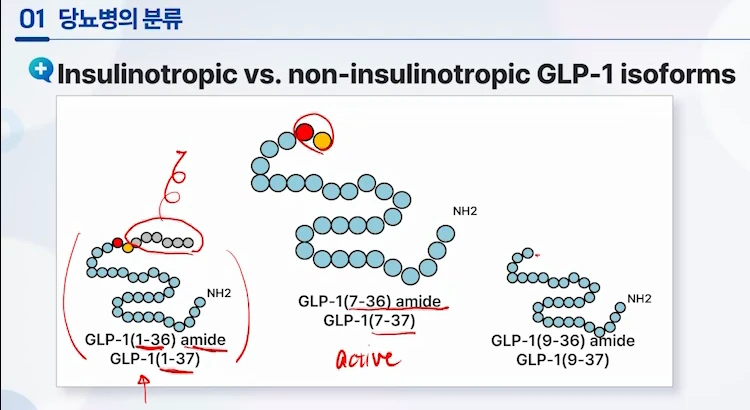 01 당뇨병의 분류
Insulinotropic vs. non-insulinotropic GLP-1 isoforms
NH2
GLP-1(1-36) amide
GLP-1(1-37)
NH2
GLP-1(7-36) amide
GLP-1(7-37)
active
NH2
GLP-1(9-36) amide
GLP-1(9-37)